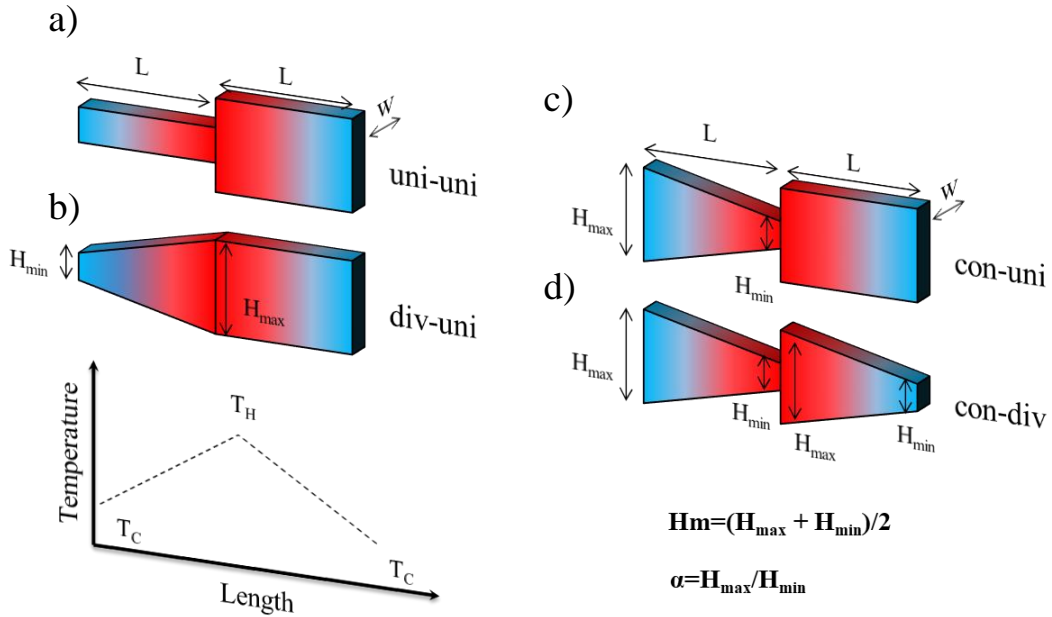 a)
L
L
W
uni-uni
b)
H_min
H_max
div-uni
Temperature
T_H
T_C
T_C
Length
c)
L
L
W
H_max
H_min
con-uni
d)
H_max
H_min
H_max
H_min
con-div
Hm=(H_max + H_min)/2
α=H_max/H_min